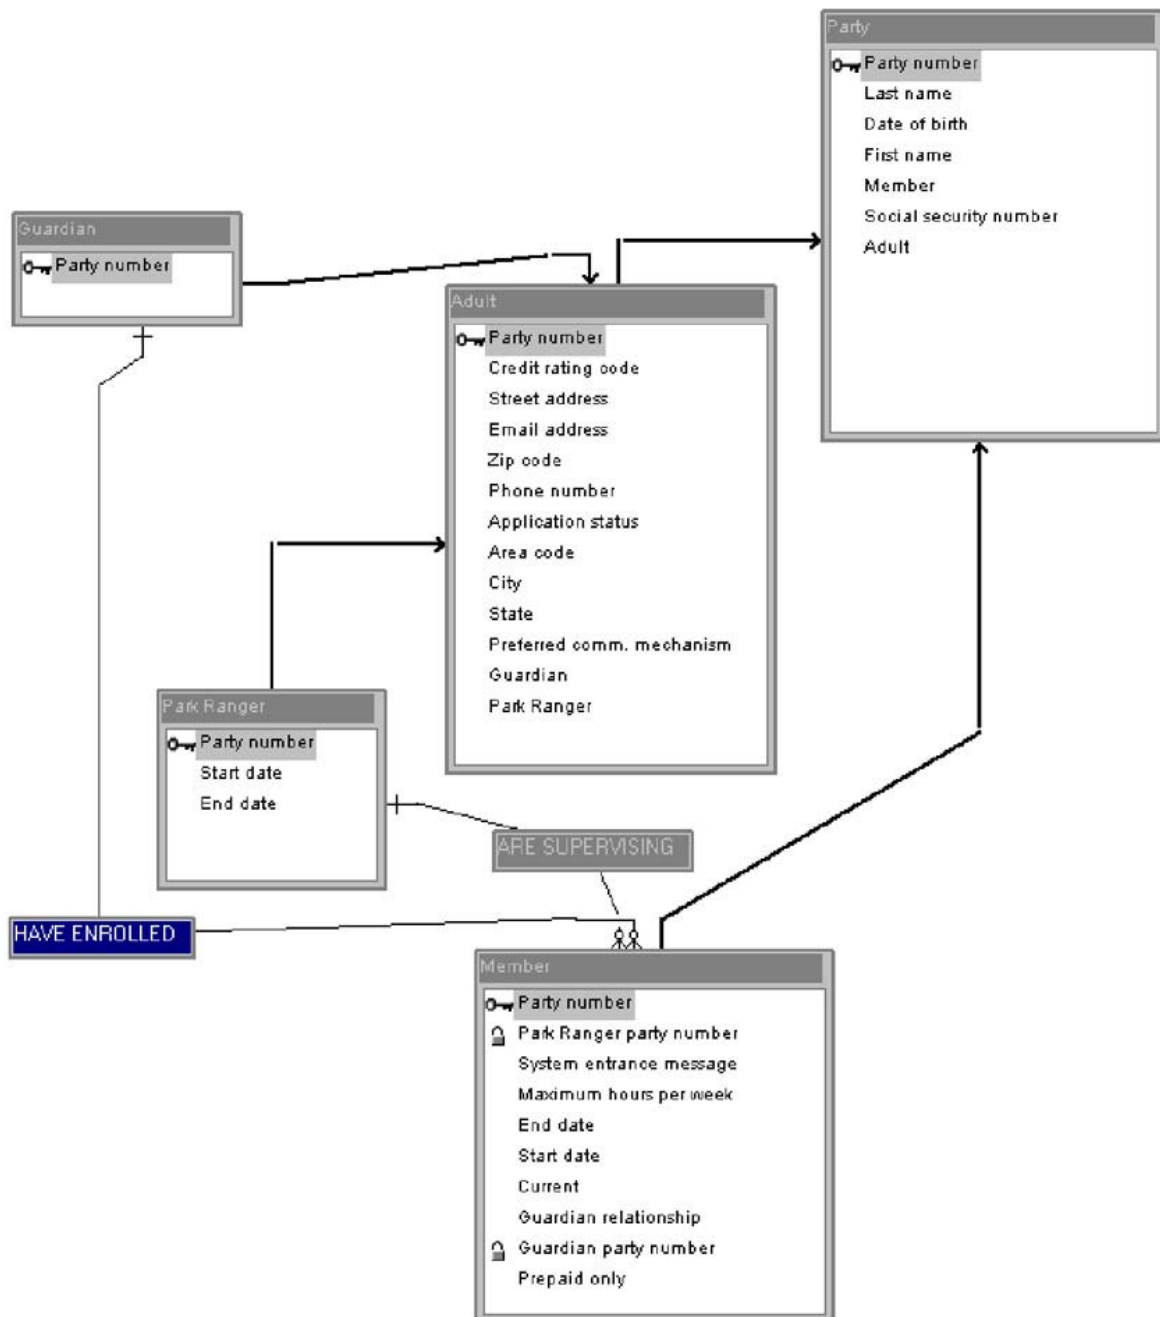 Party
Party number
Last name
Date of birth
First name
Member
Social security number
Adult
Guardian
Party number
Adult
Party number
Credit rating code
Street address
Email address
Zip code
Phone number
Application status
Area code
City
State
Preferred comm. mechanism
Guardian
Park Ranger
Park Ranger
Party number
Start date
End date
ARE SUPERVISING
HAVE ENROLLED
Member
Party number
Park Ranger party number
System entrance message
Maximum hours per week
End date
Start date
Current
Guardian relationship
Guardian party number
Prepaid only